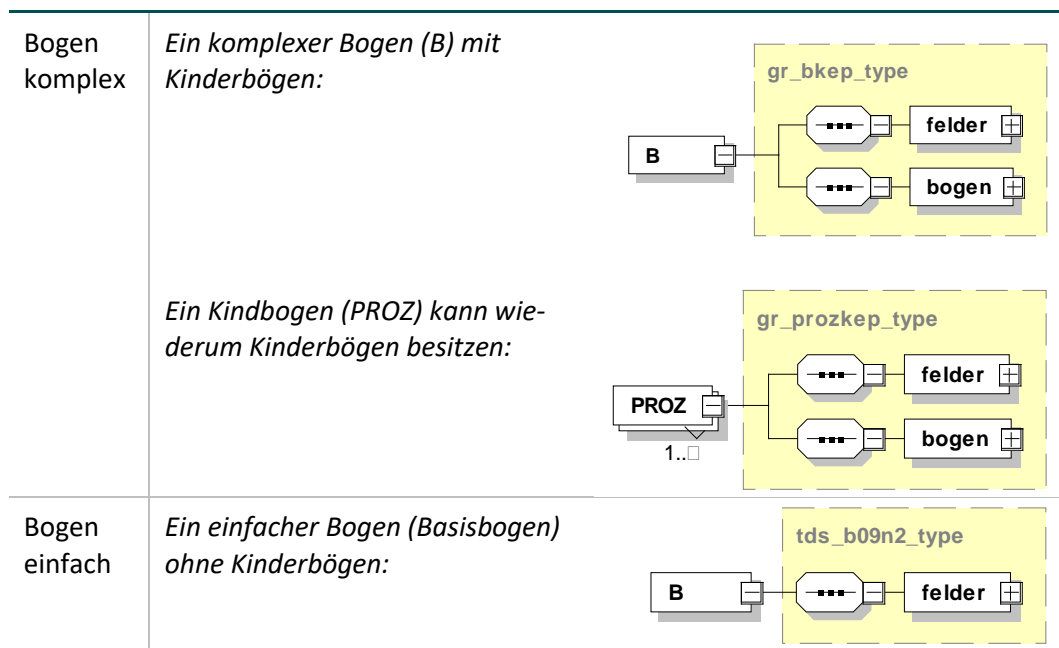 Bogen
komplex
Ein komplexer Bogen (B) mit
Kinderbögen:
gr_bkep_type
felder
B
bogen
Ein Kindbogen (PROZ) kann wie-
derum Kinderbögen besitzen:
gr_prozkep_type
felder
PROZ
bogen
1..□
Bogen
einfach
Ein einfacher Bogen (Basisbogen)
ohne Kinderbögen:
tds_b09n2_type
B
felder